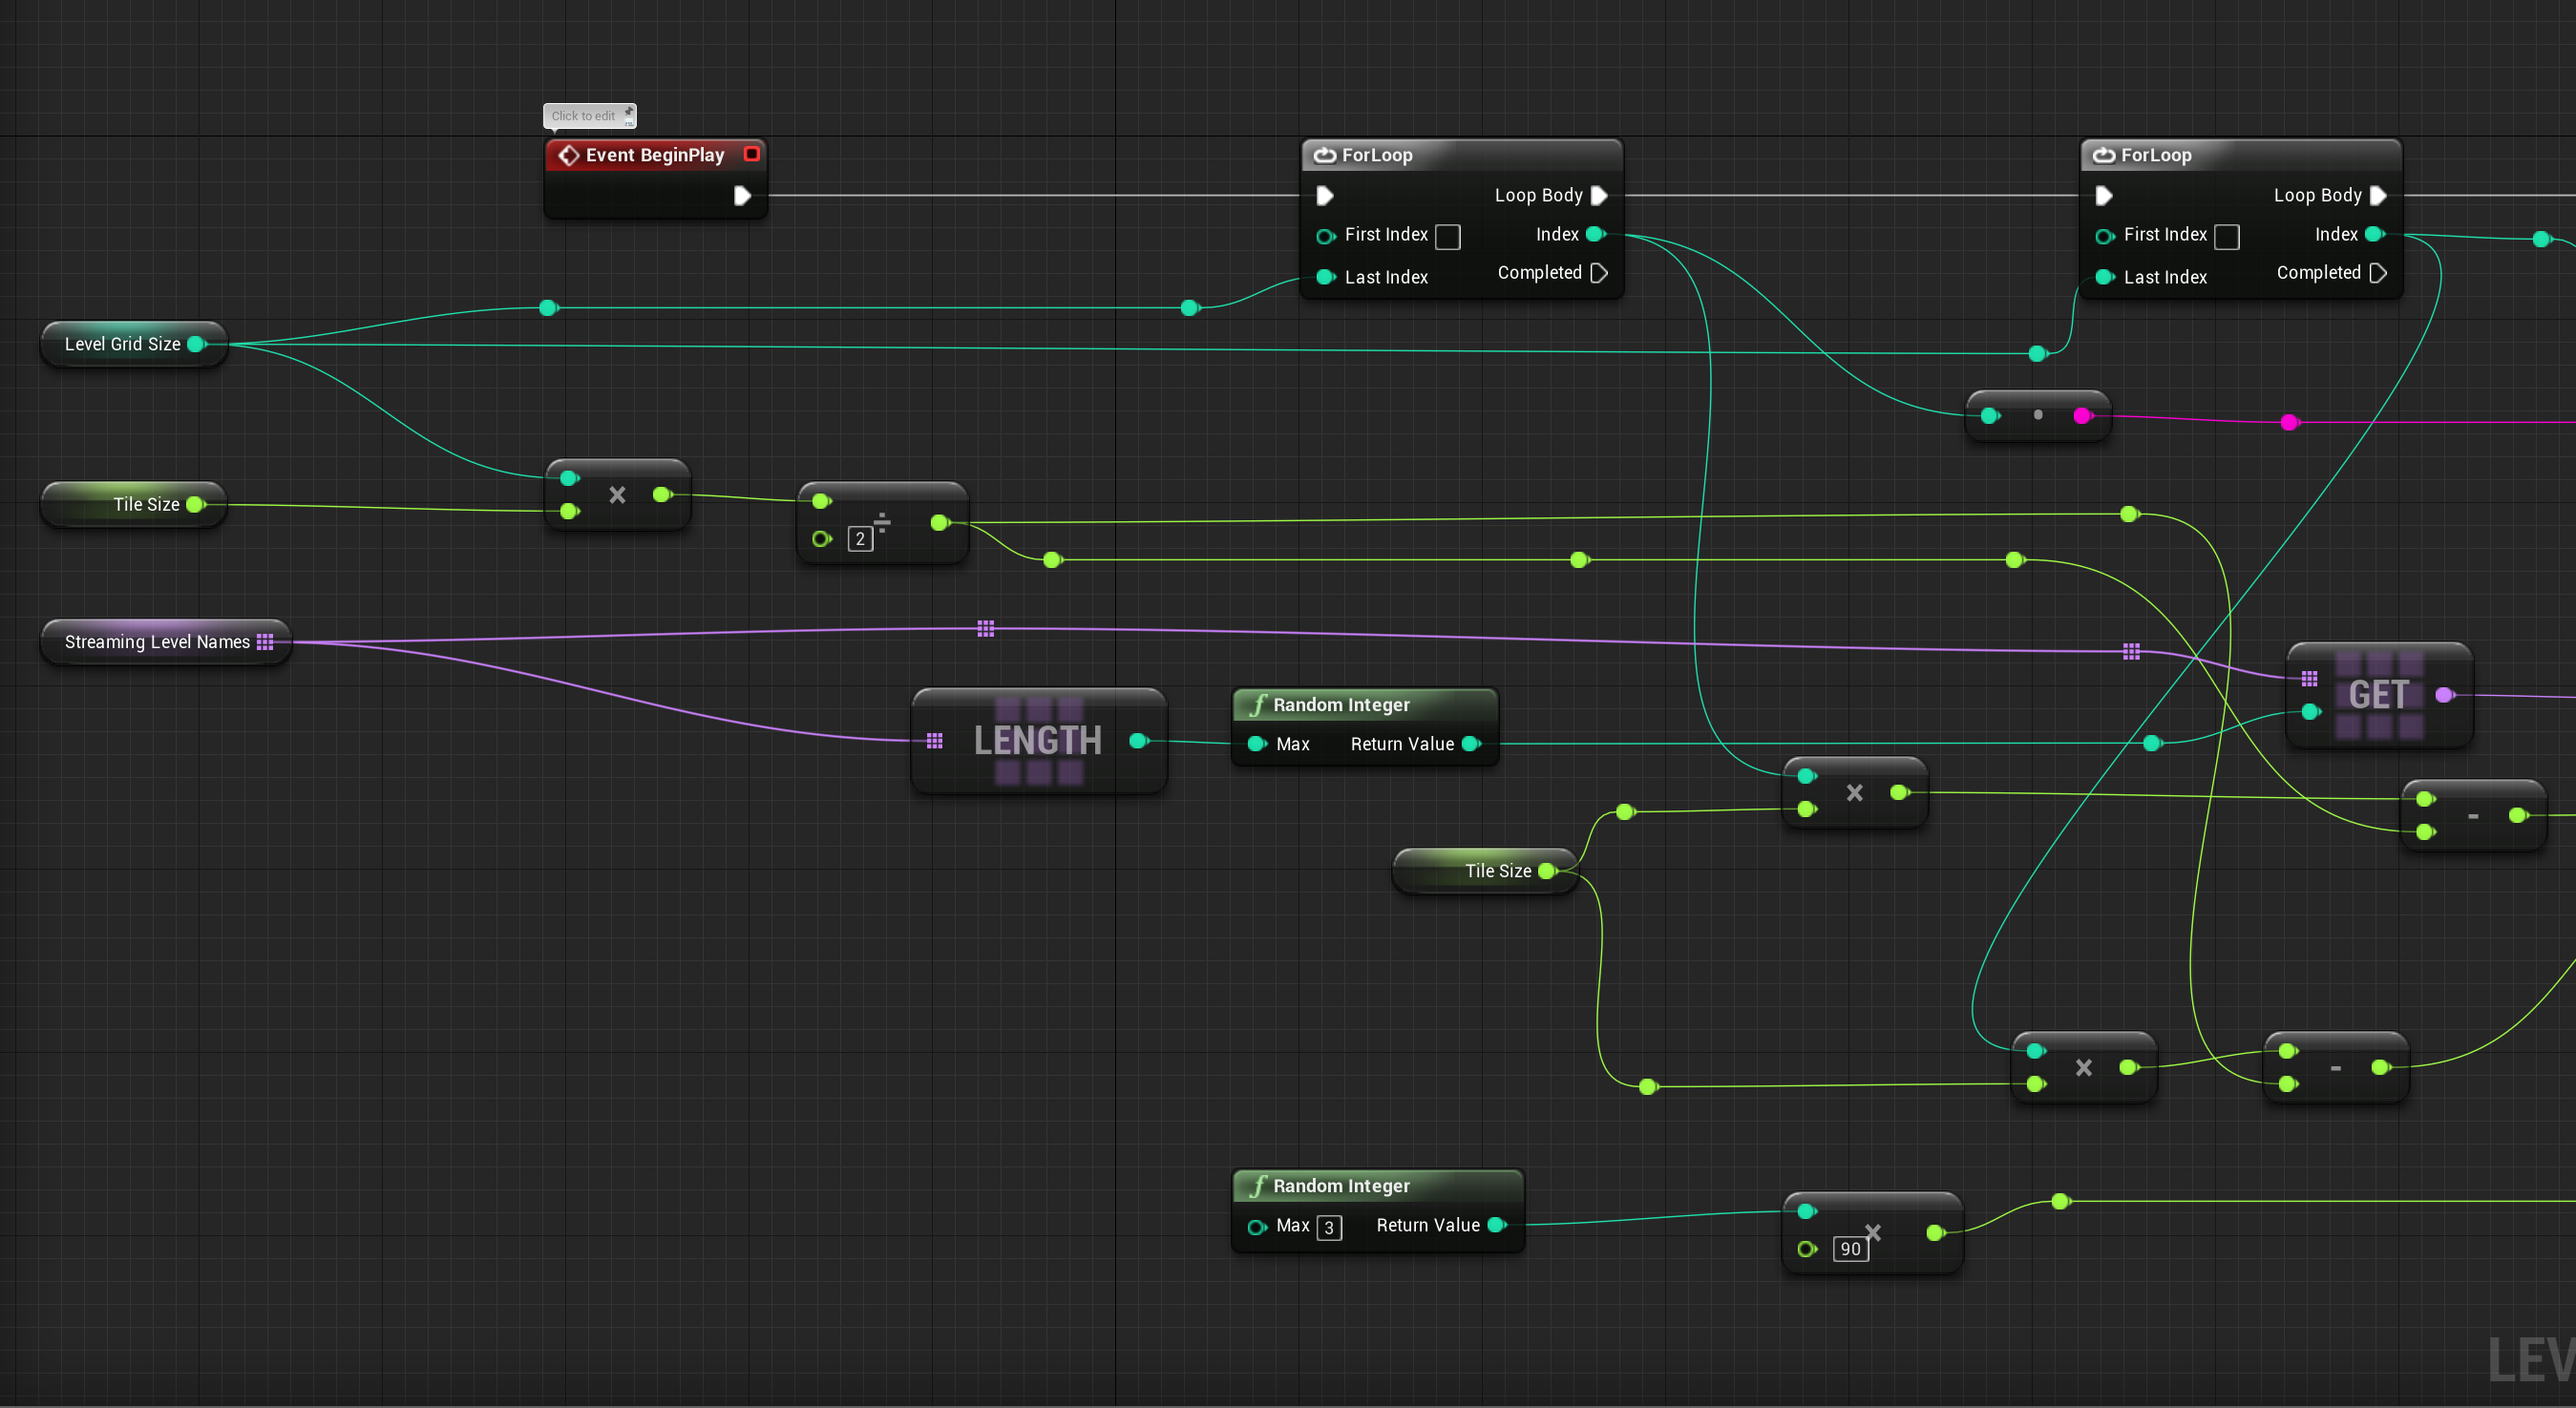 Click to edit
Event BeginPlay
ForLoop
Loop Body
First Index
Index
Last Index
Completed
ForLoop
Loop Body
First Index
Index
Last Index
Completed
Level Grid Size
Tile Size
×
÷
2
Streaming Level Names
LENGTH
Random Integer
Max
Return Value
GET
×
-
Tile Size
×
-
Random Integer
Max 3
Return Value
×
90
LEV